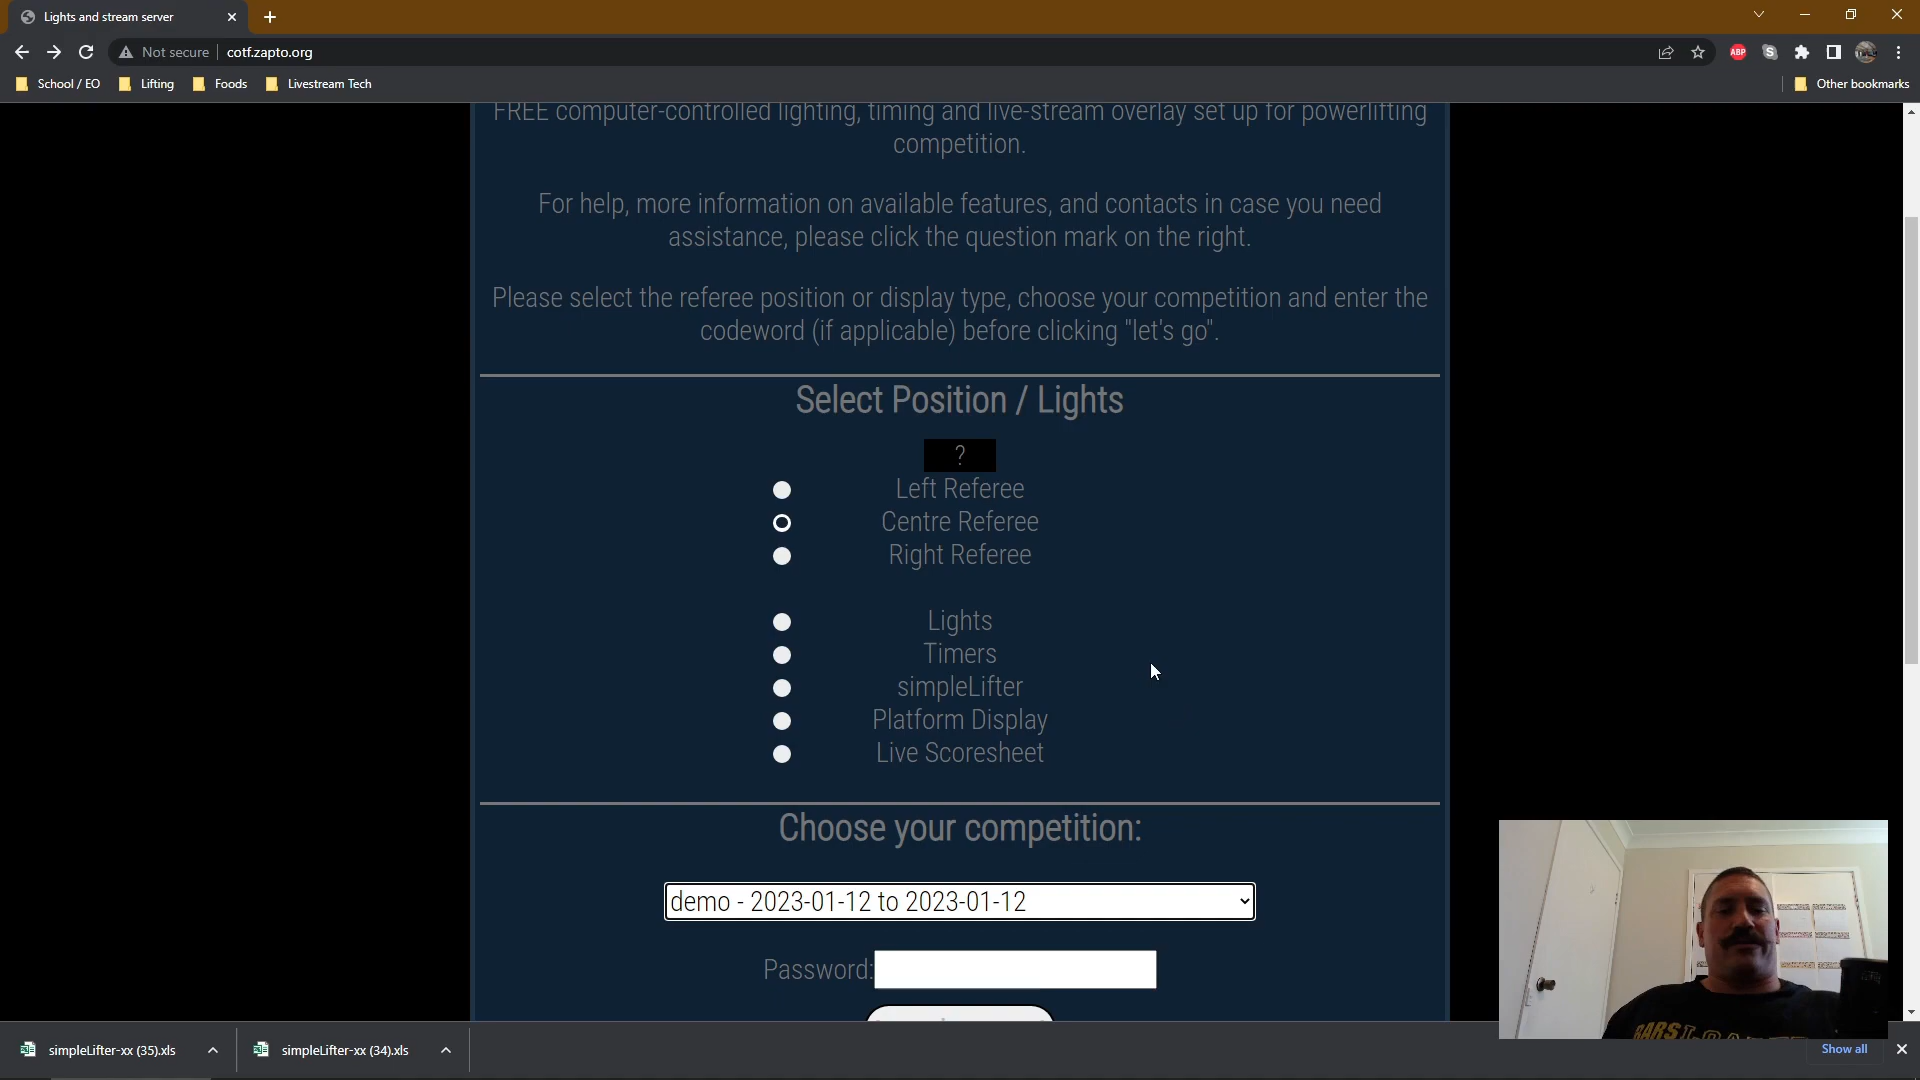 Lights and stream server
Not secure
cotf.zapto.org
ABP
School / EO
Lifting
Foods
Livestream Tech
Other bookmarks
FREE computer-controlled lighting, timing and live-stream overlay set up for powerlifting
competition.
For help, more information on available features, and contacts in case you need
assistance, please click the question mark on the right.
Please select the referee position or display type, choose your competition and enter the
codeword (if applicable) before clicking "let's go".
Select Position / Lights
?
Left Referee
Centre Referee
Right Referee
Lights
Timers
simpleLifter
Platform Display
Live Scoresheet
Choose your competition:
demo - 2023-01-12 to 2023-01-12
Password:
simpleLifter-xx (35).xls
simpleLifter-xx (34).xls
Show all